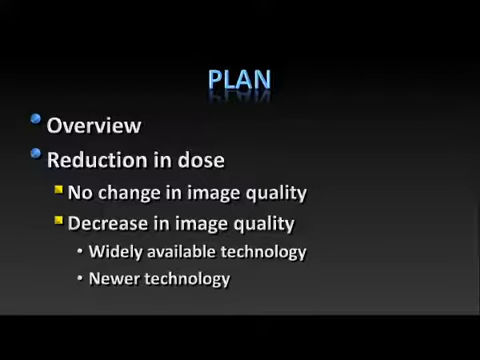 PLAN
Overview
Reduction in dose
No change in image quality
Decrease in image quality
• Widely available technology
• Newer technology